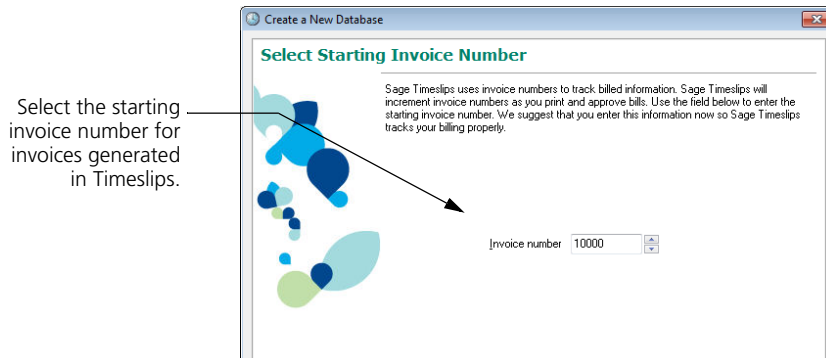 Create a New Database
Select Starting Invoice Number
Sage Timeslips uses invoice numbers to track billed information. Sage Timeslips will
increment invoice numbers as you print and approve bills. Use the field below to enter the
starting invoice number. We suggest that you enter this information now so Sage Timeslips
tracks your billing properly.
Select the starting
invoice number for
invoices generated
in Timeslips.
Invoice number 10000